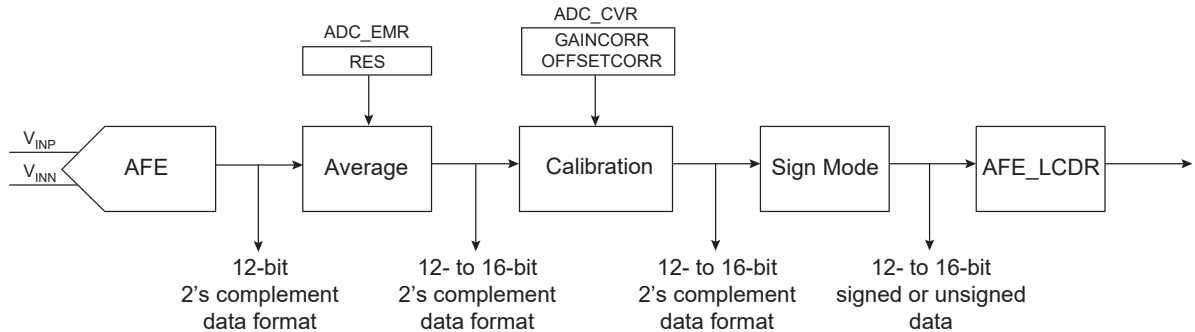 ADC_CVR
ADC_EMR
GAINCORR
OFFSETCORR
RES
V_INP
V_INN
AFE
Average
Calibration
Sign Mode
AFE_LCDR
12-bit
2's complement
data format
12- to 16-bit
2's complement
data format
12- to 16-bit
2's complement
data format
12- to 16-bit
signed or unsigned
data